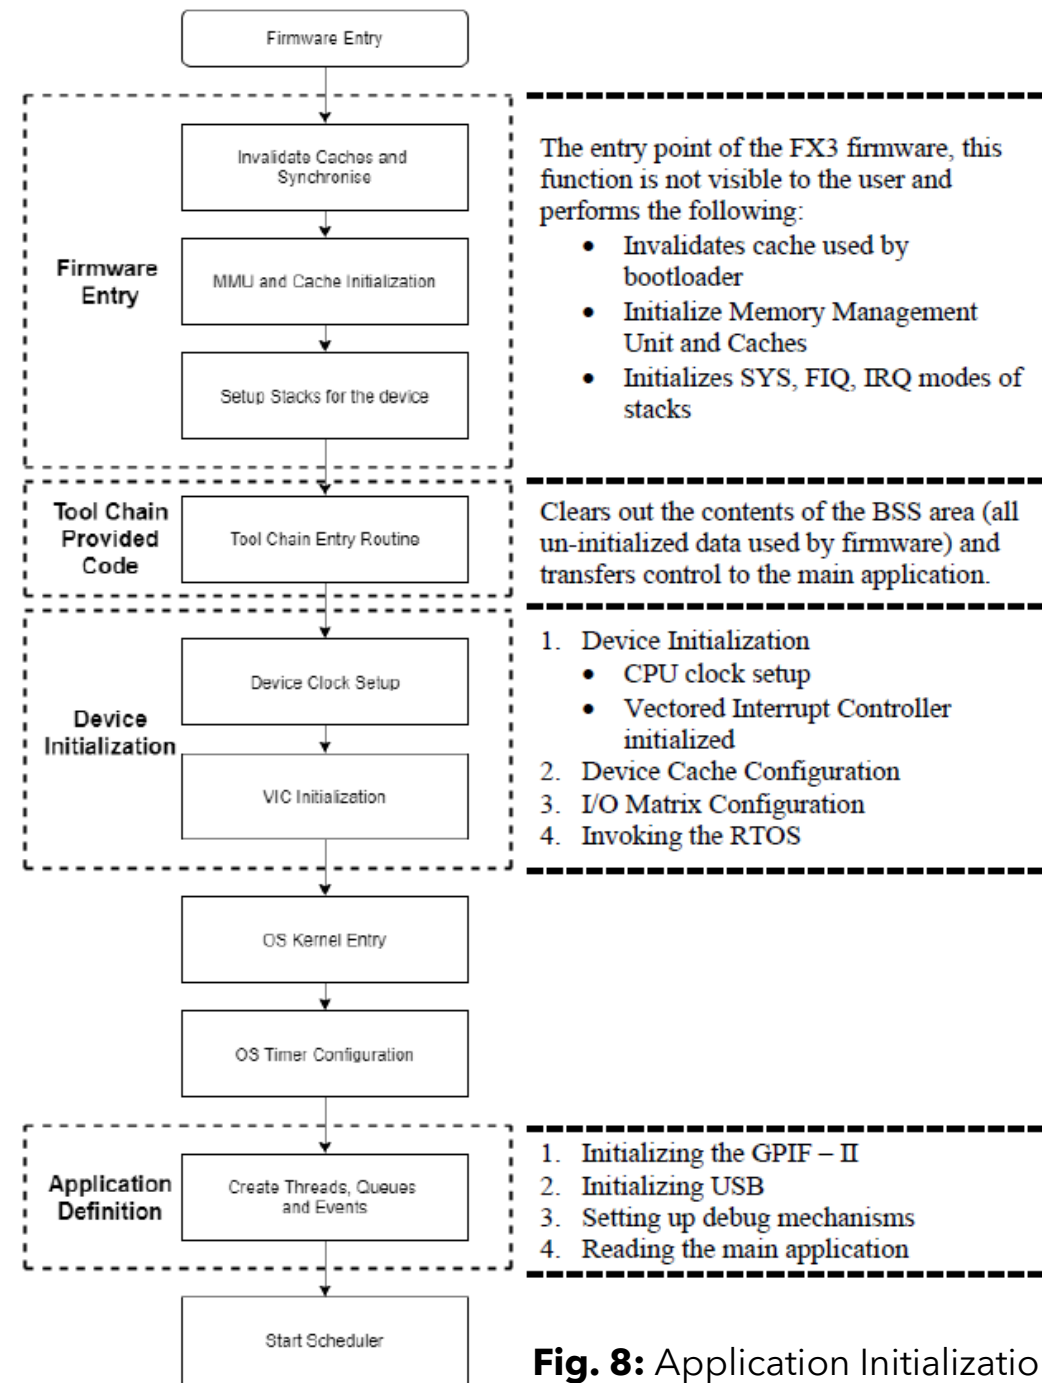 Firmware Entry
Invalidate Caches and
Synchronise
Firmware
Entry
MMU and Cache Initialization
Setup Stacks for the device
The entry point of the FX3 firmware, this
function is not visible to the user and
performs the following:
• Invalidates cache used by
bootloader
• Initialize Memory Management
Unit and Caches
• Initializes SYS, FIQ, IRQ modes of
stacks
Tool Chain
Provided
Code
Tool Chain Entry Routine
Clears out the contents of the BSS area (all
un-initialized data used by firmware) and
transfers control to the main application.
Device Clock Setup
Device
Initialization
VIC Initialization
1. Device Initialization
• CPU clock setup
• Vectored Interrupt Controller
initialized
2. Device Cache Configuration
3. I/O Matrix Configuration
4. Invoking the RTOS
OS Kernel Entry
OS Timer Configuration
Application
Definition
Create Threads, Queues
and Events
1. Initializing the GPIF – II
2. Initializing USB
3. Setting up debug mechanisms
4. Reading the main application
Start Scheduler
Fig. 8: Application Initializatio